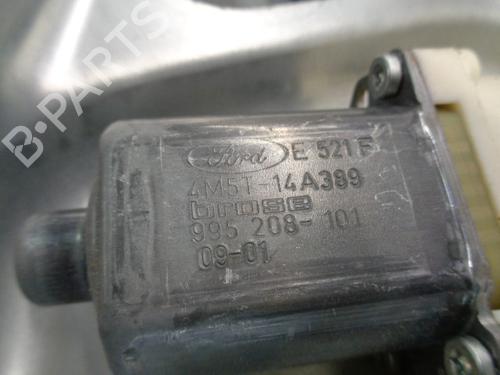 B-PARTS
Ford E 521 F
4M5T-14A389
brose
995 208-101
09-01